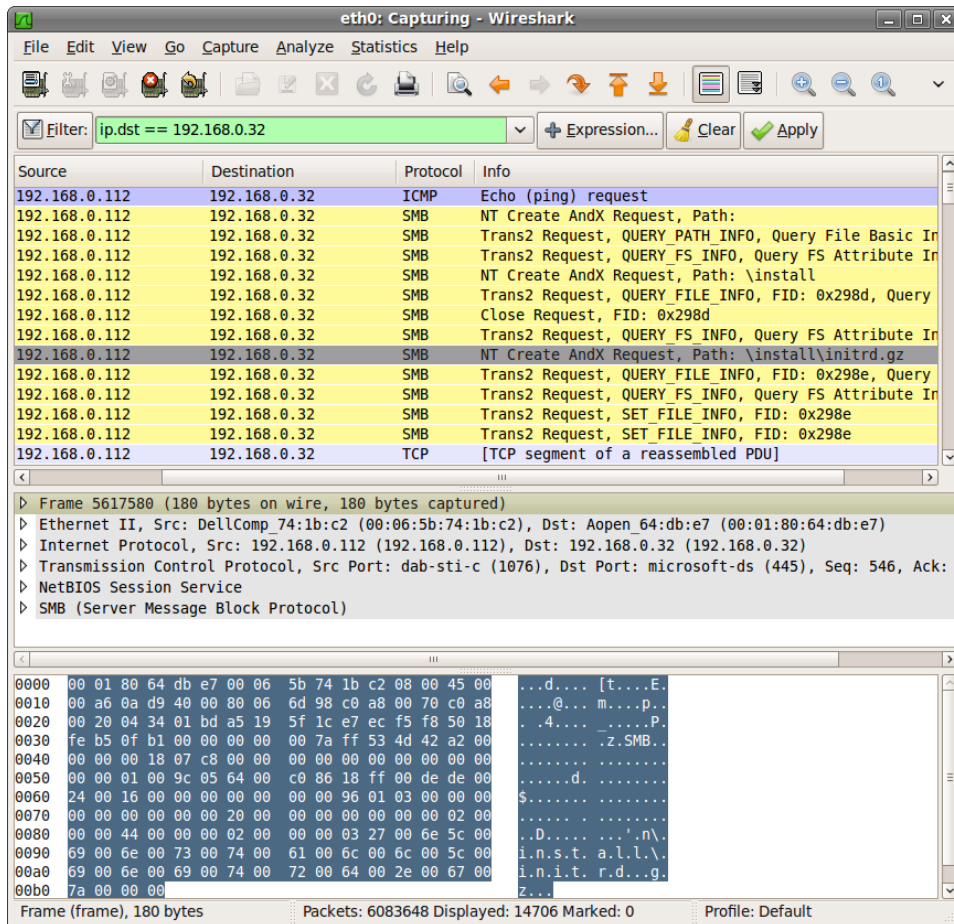 eth0: Capturing - Wireshark
File Edit View Go Capture Analyze Statistics Help
Filter: ip.dst == 192.168.0.32 Expression... Clear Apply
Source Destination Protocol Info
192.168.0.112 192.168.0.32 ICMP Echo (ping) request
192.168.0.112 192.168.0.32 SMB NT Create AndX Request, Path:
192.168.0.112 192.168.0.32 SMB Trans2 Request, QUERY_PATH_INFO, Query File Basic In
192.168.0.112 192.168.0.32 SMB Trans2 Request, QUERY_FS_INFO, Query FS Attribute In
192.168.0.112 192.168.0.32 SMB NT Create AndX Request, Path: \install
192.168.0.112 192.168.0.32 SMB Trans2 Request, QUERY_FILE_INFO, FID: 0x298d, Query
192.168.0.112 192.168.0.32 SMB Close Request, FID: 0x298d
192.168.0.112 192.168.0.32 SMB Trans2 Request, QUERY_FS_INFO, Query FS Attribute In
192.168.0.112 192.168.0.32 SMB NT Create AndX Request, Path: \install\initrd.gz
192.168.0.112 192.168.0.32 SMB Trans2 Request, QUERY_FILE_INFO, FID: 0x298e, Query
192.168.0.112 192.168.0.32 SMB Trans2 Request, QUERY_FS_INFO, Query FS Attribute In
192.168.0.112 192.168.0.32 SMB Trans2 Request, SET_FILE_INFO, FID: 0x298e
192.168.0.112 192.168.0.32 SMB Trans2 Request, SET_FILE_INFO, FID: 0x298e
192.168.0.112 192.168.0.32 TCP [TCP segment of a reassembled PDU]
Frame 5617580 (180 bytes on wire, 180 bytes captured)
Ethernet II, Src: DellComp_74:1b:c2 (00:06:5b:74:1b:c2), Dst: Aopen_64:db:e7 (00:01:80:64:db:e7)
Internet Protocol, Src: 192.168.0.112 (192.168.0.112), Dst: 192.168.0.32 (192.168.0.32)
Transmission Control Protocol, Src Port: dab-sti-c (1076), Dst Port: microsoft-ds (445), Seq: 546, Ack:
NetBIOS Session Service
SMB (Server Message Block Protocol)
0000 00 01 80 64 db e7 00 06 5b 74 1b c2 08 00 45 00 ...d.... [t....E.
0010 00 a6 0a d9 40 00 80 06 6d 98 c0 a8 00 70 c0 a8 ....@... m....p..
0020 00 20 04 34 01 bd a5 19 5f 1c e7 ec f5 f8 50 18 . .4.... _.....P.
0030 fe b5 0f b1 00 00 00 00 00 7a ff 53 4d 42 a2 00 ........ .z.SMB..
0040 00 00 00 18 07 c8 00 00 00 00 00 00 00 00 00 00 ........ ........
0050 00 00 01 00 9c 05 64 00 c0 86 18 ff 00 de de 00 ......d. ........
0060 24 00 16 00 00 00 00 00 00 00 96 01 03 00 00 00 $....... ........
0070 00 00 00 00 00 20 00 00 00 00 00 00 00 00 02 00 ..... .. ........
0080 00 00 44 00 00 00 02 00 00 00 03 27 00 6e 5c 00 ..D..... ...'.n\.
0090 69 00 6e 00 73 00 74 00 61 00 6c 00 6c 00 5c 00 i.n.s.t. a.l.l.\.
00a0 69 00 6e 00 69 00 74 00 72 00 64 00 2e 00 67 00 i.n.i.t. r.d...g.
00b0 7a 00 00 00 z...
Frame (frame), 180 bytes Packets: 6083648 Displayed: 14706 Marked: 0 Profile: Default